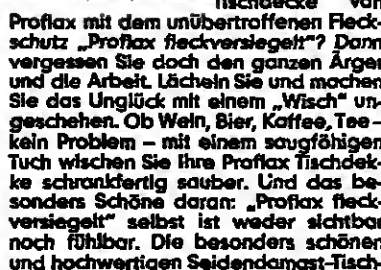 Tischdecke von
Proflax mit dem unübertroffenen Fleck-
schutz „Proflax fleckversiegelt“? Dann
vergessen Sie doch den ganzen Ärger
und die Arbeit. Lächeln Sie und machen
Sie das Unglück mit einem „Wisch“ un-
geschehen. Ob Wein, Bier, Kaffee, Tee –
kein Problem – mit einem saugfähigen
Tuch wischen Sie Ihre Proflax Tischdek-
ke schrankfertig sauber. Und das be-
sonders Schöne daran: „Proflax fleck-
versiegelt“ selbst ist weder sichtbar
noch fühlbar. Die besonders schönen
und hochwertigen Seidendamast-Tisch-